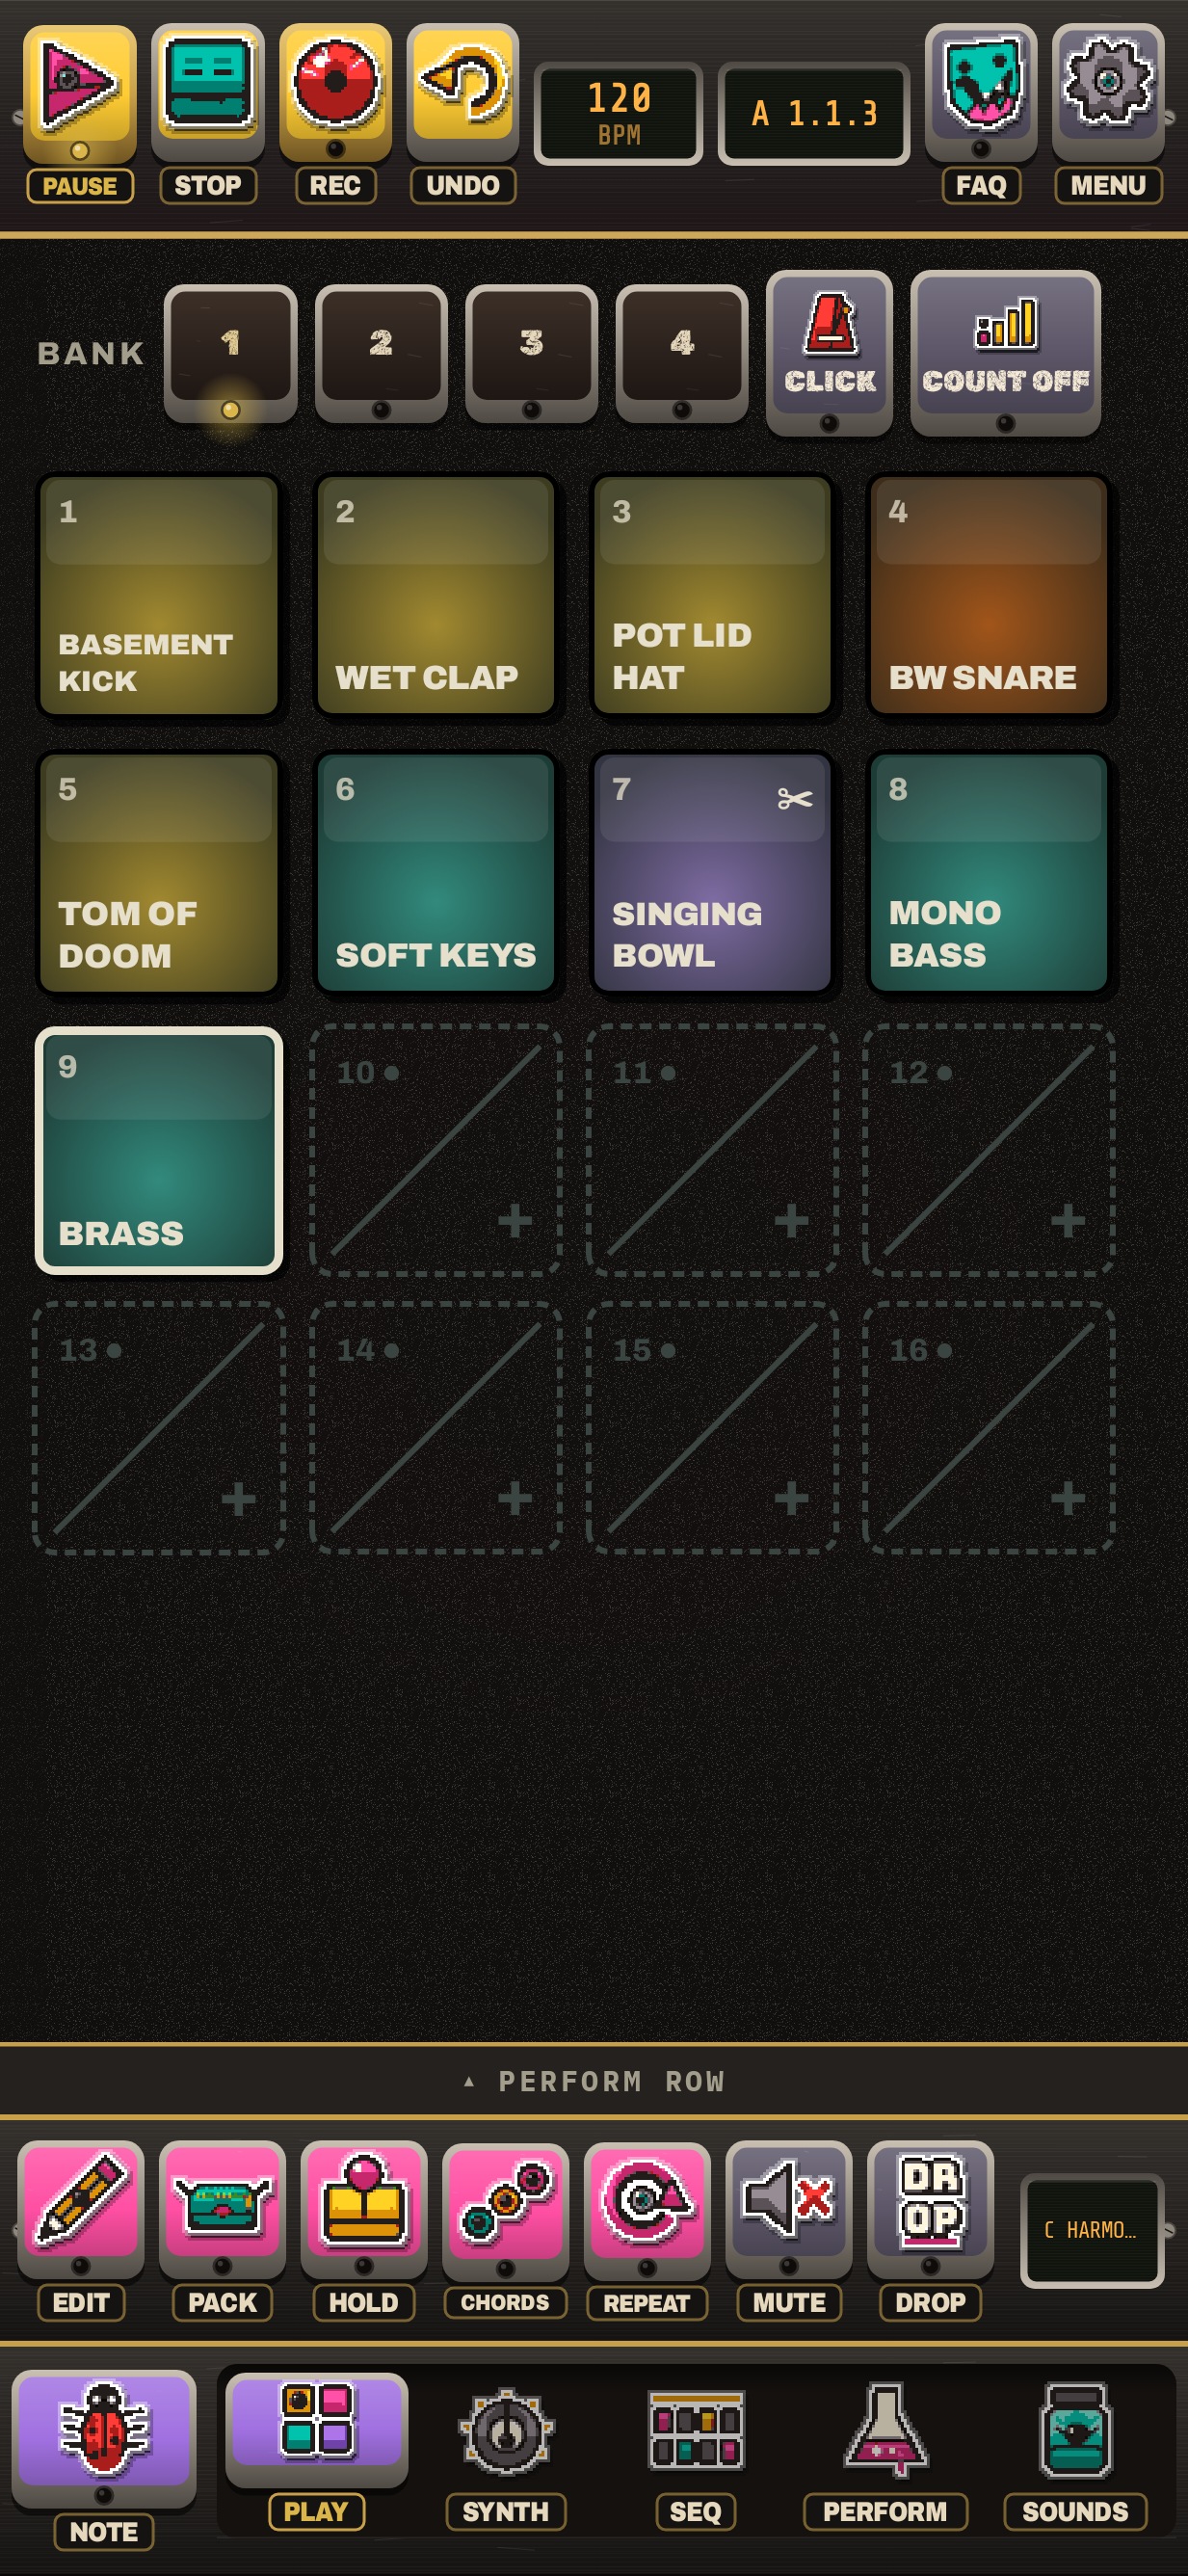 120
BPM
A 1.1.3
PAUSE STOP REC UNDO FAQ MENU
BANK 1 2 3 4 CLICK COUNT OFF
1 2 3 4
BASEMENT
KICK
WET CLAP
POT LID
HAT
BW SNARE
5 6 7 8
TOM OF
DOOM
SOFT KEYS
SINGING
BOWL
MONO
BASS
9 10 11 12
BRASS
13 14 15 16
PERFORM ROW
DR
OP
C HARMO…
EDIT PACK HOLD CHORDS REPEAT MUTE DROP
NOTE PLAY SYNTH SEQ PERFORM SOUNDS